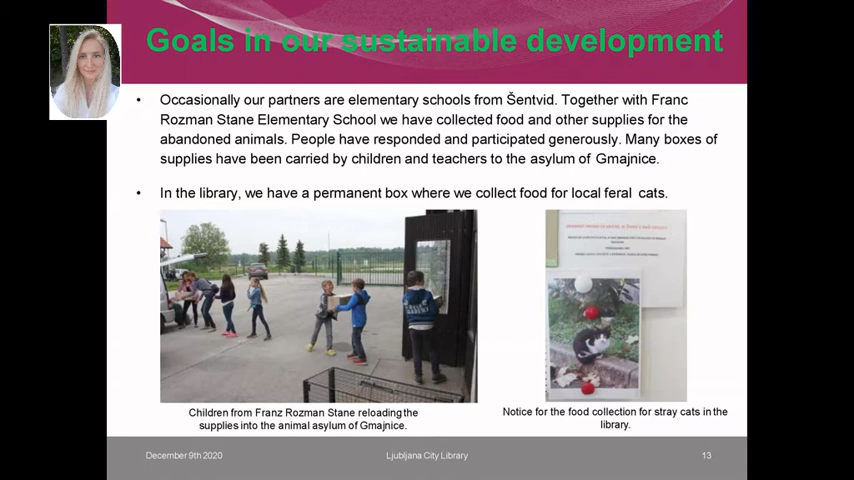 Goals in our sustainable development
• Occasionally our partners are elementary schools from Šentvid. Together with Franc
Rozman Stane Elementary School we have collected food and other supplies for the
abandoned animals. People have responded and participated generously. Many boxes of
supplies have been carried by children and teachers to the asylum of Gmajnice.
• In the library, we have a permanent box where we collect food for local feral cats.
Children from Franz Rozman Stane reloading the
supplies into the animal asylum of Gmajnice.
Notice for the food collection for stray cats in the
library.
December 9th 2020
Ljubljana City Library
13